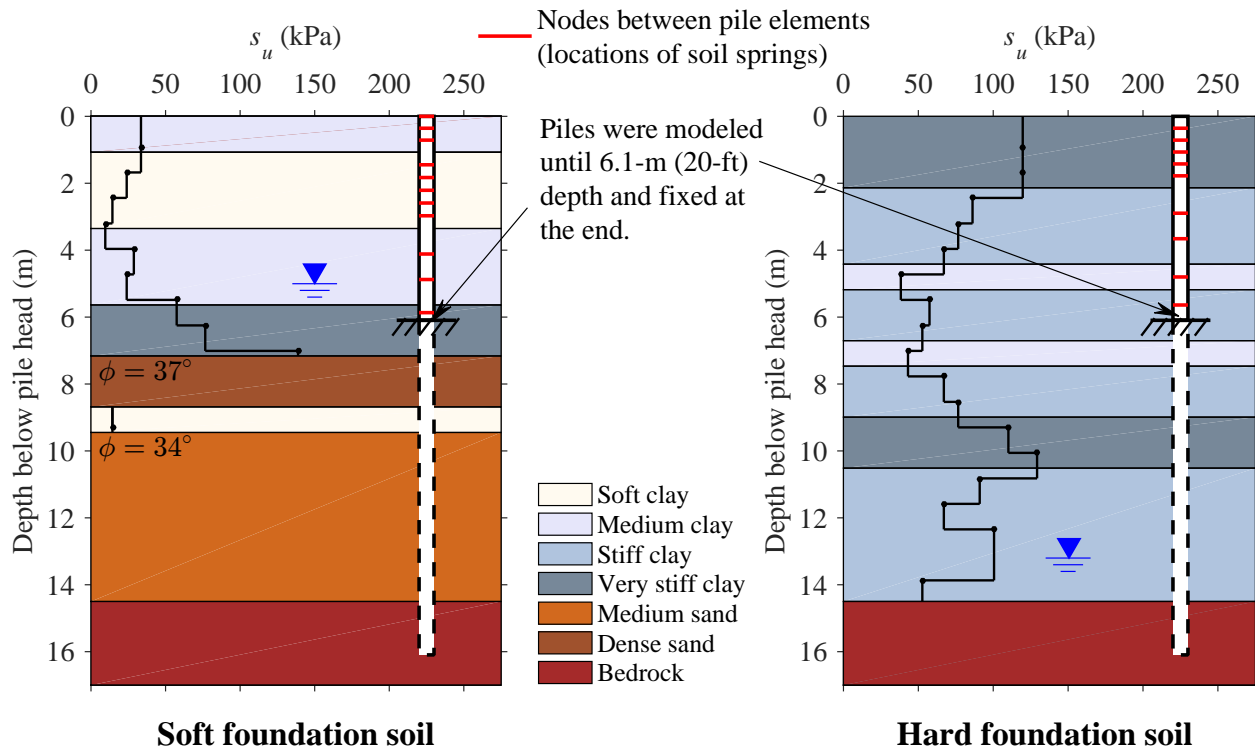 s_u (kPa)
0 50 100 150 200 250
Nodes between pile elements
(locations of soil springs)
s_u (kPa)
0 50 100 150 200 250
Piles were modeled
until 6.1-m (20-ft)
depth and fixed at
the end.
Depth below pile head (m)
0
2
4
6
8
10
12
14
16
ϕ = 37°
ϕ = 34°
Soft clay
Medium clay
Stiff clay
Very stiff clay
Medium sand
Dense sand
Bedrock
Depth below pile head (m)
0
2
4
6
8
10
12
14
16
Soft foundation soil
Hard foundation soil